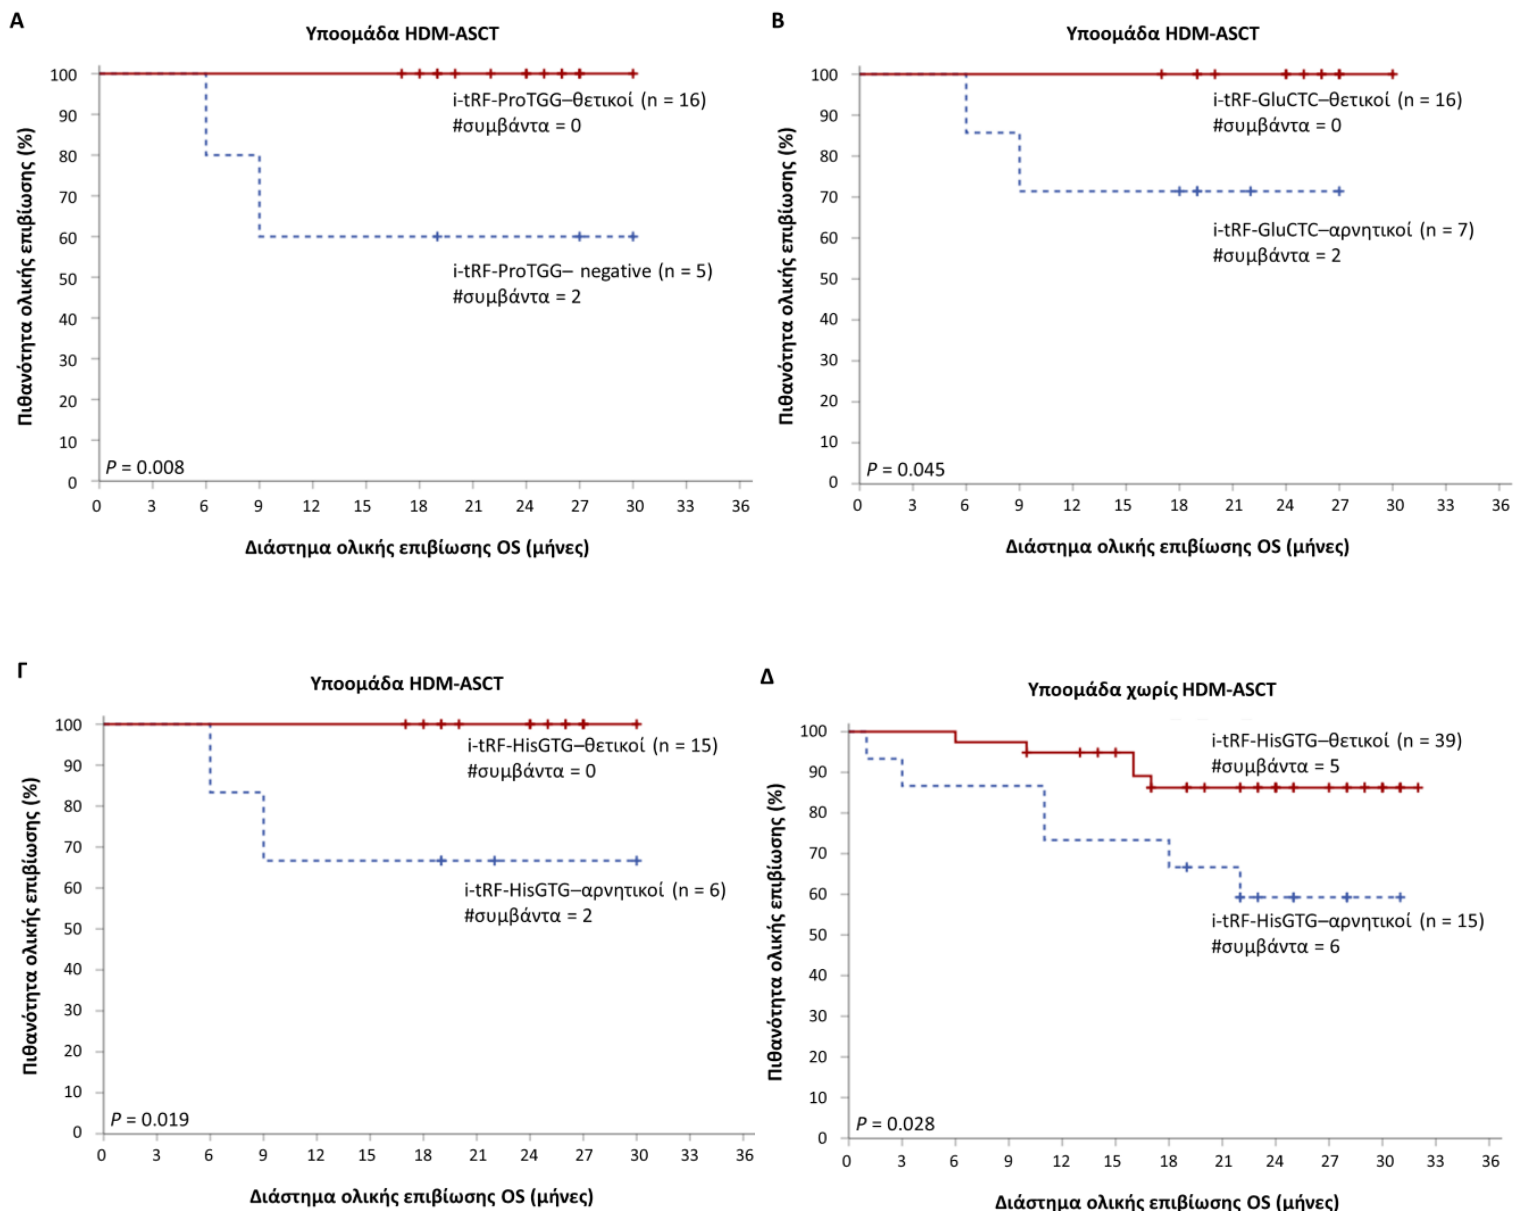 A
Υποομάδα HDM-ASCT
Πιθανότητα ολικής επιβίωσης (%)
100
90
80
70
60
50
40
30
20
10
0
i-tRF-ProTGG–θετικοί (n = 16)
#συμβάντα = 0
i-tRF-ProTGG– negative (n = 5)
#συμβάντα = 2
P = 0.008
0 3 6 9 12 15 18 21 24 27 30 33 36
Διάστημα ολικής επιβίωσης OS (μήνες)
B
Υποομάδα HDM-ASCT
Πιθανότητα ολικής επιβίωσης (%)
100
90
80
70
60
50
40
30
20
10
0
i-tRF-GluCTC–θετικοί (n = 16)
#συμβάντα = 0
i-tRF-GluCTC–αρνητικοί (n = 7)
#συμβάντα = 2
P = 0.045
0 3 6 9 12 15 18 21 24 27 30 33 36
Διάστημα ολικής επιβίωσης OS (μήνες)
Γ
Υποομάδα HDM-ASCT
Πιθανότητα ολικής επιβίωσης (%)
100
90
80
70
60
50
40
30
20
10
0
i-tRF-HisGTG–θετικοί (n = 15)
#συμβάντα = 0
i-tRF-HisGTG–αρνητικοί (n = 6)
#συμβάντα = 2
P = 0.019
0 3 6 9 12 15 18 21 24 27 30 33 36
Διάστημα ολικής επιβίωσης OS (μήνες)
Δ
Υποομάδα χωρίς HDM-ASCT
Πιθανότητα ολικής επιβίωσης (%)
100
90
80
70
60
50
40
30
20
10
0
i-tRF-HisGTG–θετικοί (n = 39)
#συμβάντα = 5
i-tRF-HisGTG–αρνητικοί (n = 15)
#συμβάντα = 6
P = 0.028
0 3 6 9 12 15 18 21 24 27 30 33 36
Διάστημα ολικής επιβίωσης OS (μήνες)